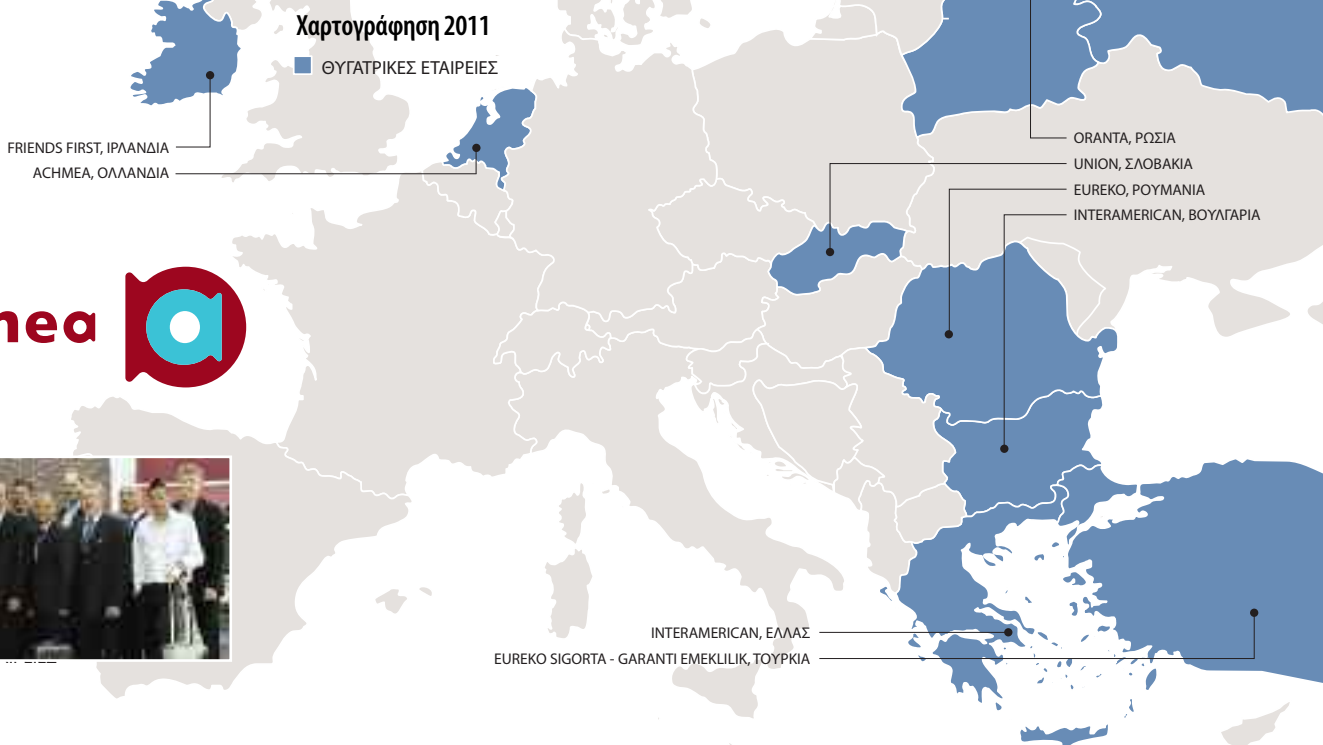 Χαρτογράφηση 2011
ΘΥΓΑΤΡΙΚΕΣ ΕΤΑΙΡΕΙΕΣ
FRIENDS FIRST, ΙΡΛΑΝΔΙΑ
ACHMEA, ΟΛΛΑΝΔΙΑ
ORANTA, ΡΩΣΙΑ
UNION, ΣΛΟΒΑΚΙΑ
EUREKO, ΡΟΥΜΑΝΙΑ
INTERAMERICAN, ΒΟΥΛΓΑΡΙΑ
mea
INTERAMERICAN, ΕΛΛΑΣ
EUREKO SIGORTA - GARANTI EMEKLILIK, ΤΟΥΡΚΙΑ